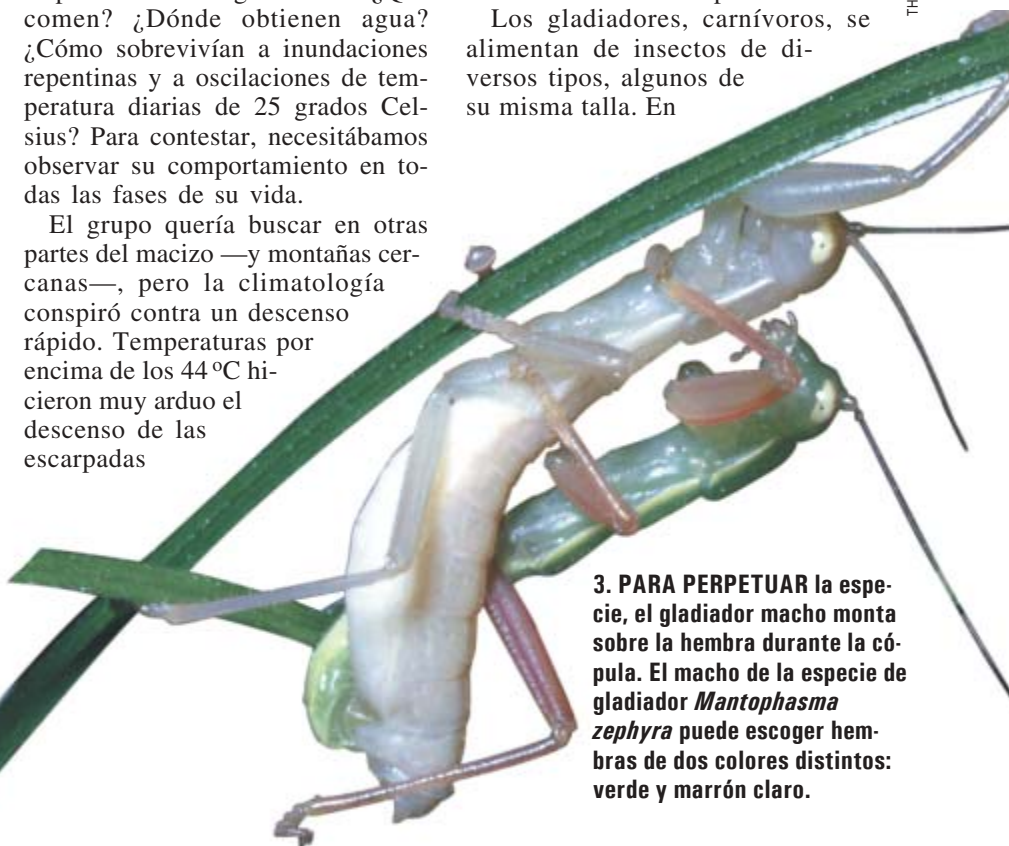 comen? ¿Dónde obtienen agua?
¿Cómo sobrevivían a inundaciones
repentinas y a oscilaciones de tem-
peratura diarias de 25 grados Cel-
sius? Para contestar, necesitábamos
observar su comportamiento en to-
das las fases de su vida.
El grupo quería buscar en otras
partes del macizo —y montañas cer-
canas—, pero la climatología
conspiró contra un descenso
rápido. Temperaturas por
encima de los 44 ºC hi-
cieron muy arduo el
descenso de las
escarpadas
Los gladiadores, carnívoros, se
alimentan de insectos de di-
versos tipos, algunos de
su misma talla. En
TH
3. PARA PERPETUAR la espe-
cie, el gladiador macho monta
sobre la hembra durante la có-
pula. El macho de la especie de
gladiador Mantophasma
zephyra puede escoger hem-
bras de dos colores distintos:
verde y marrón claro.